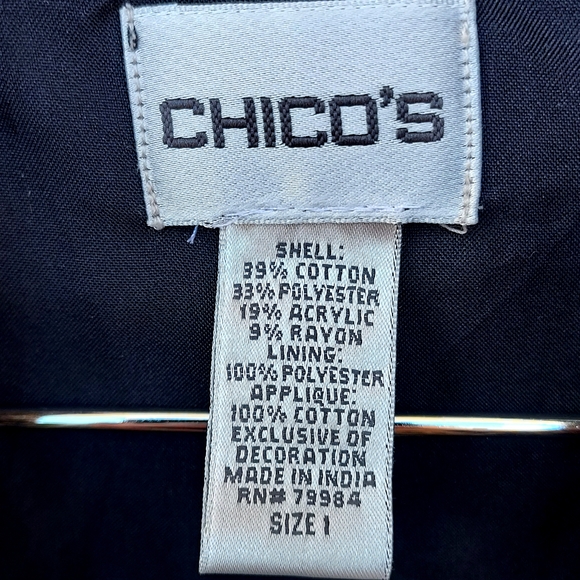 CHICO'S
SHELL:
39% COTTON
33% POLYESTER
19% ACRYLIC
9% RAYON
LINING:
100% POLYESTER
APPLIQUE:
100% COTTON
EXCLUSIVE OF
DECORATION
MADE IN INDIA
RN# 79984
SIZE 1